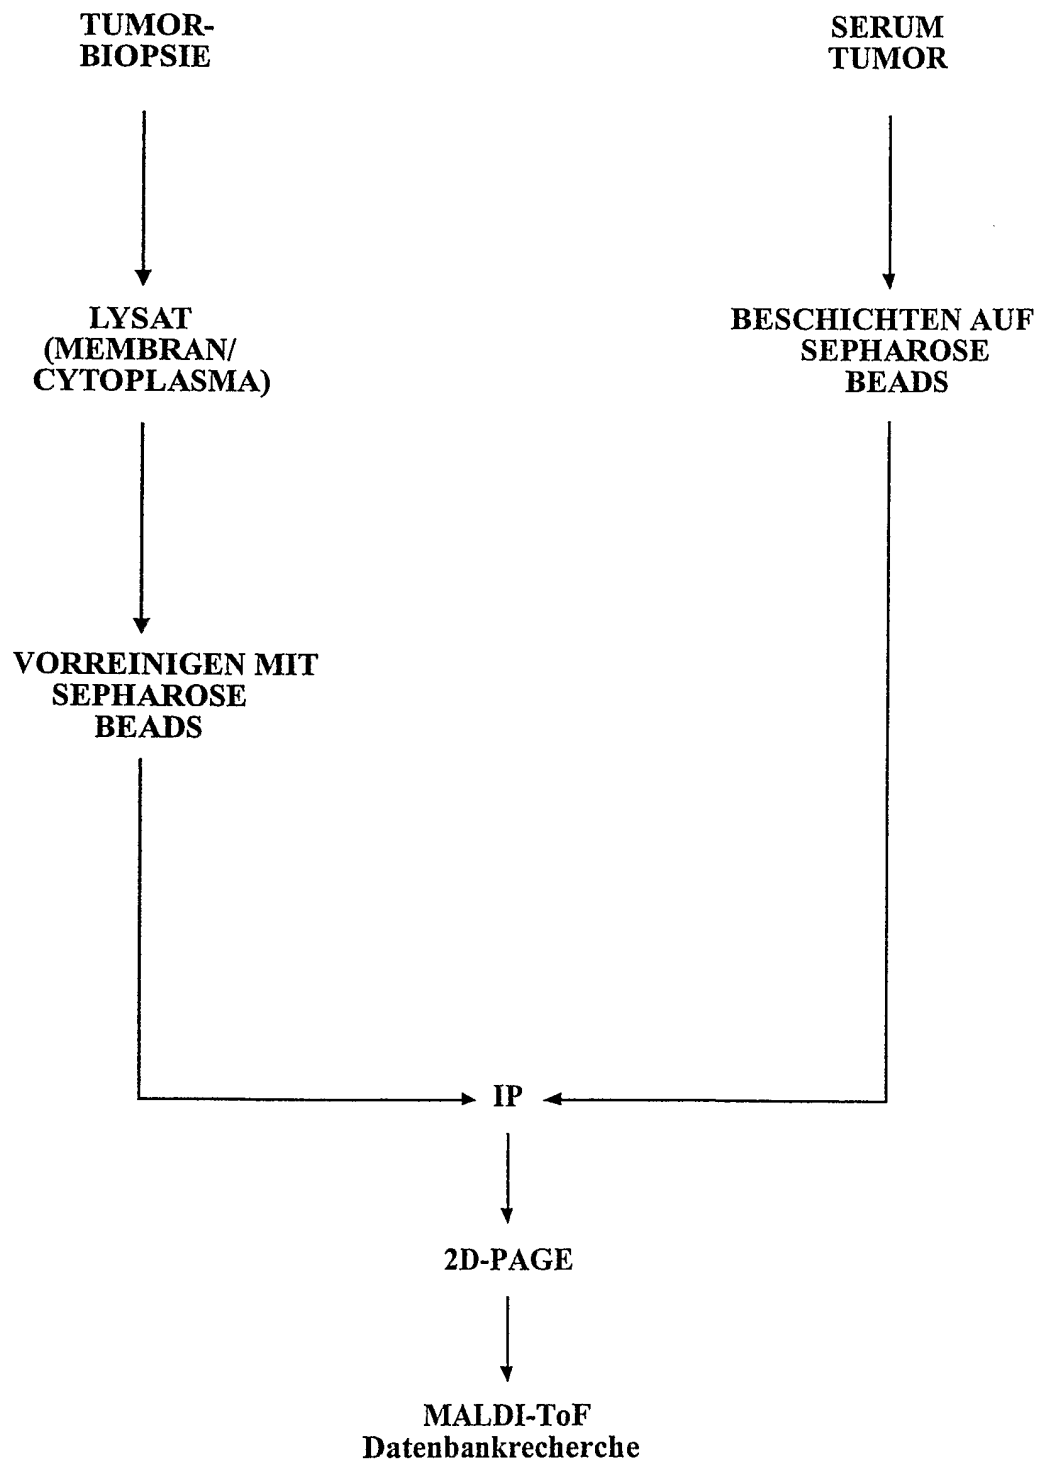 TUMOR-
BIOPSIE
SERUM
TUMOR
LYSAT
(MEMBRAN/
CYTOPLASMA)
BESCHICHTEN AUF
SEPHAROSE
BEADS
VORREINIGEN MIT
SEPHAROSE
BEADS
IP
2D-PAGE
MALDI-ToF
Datenbankrecherche